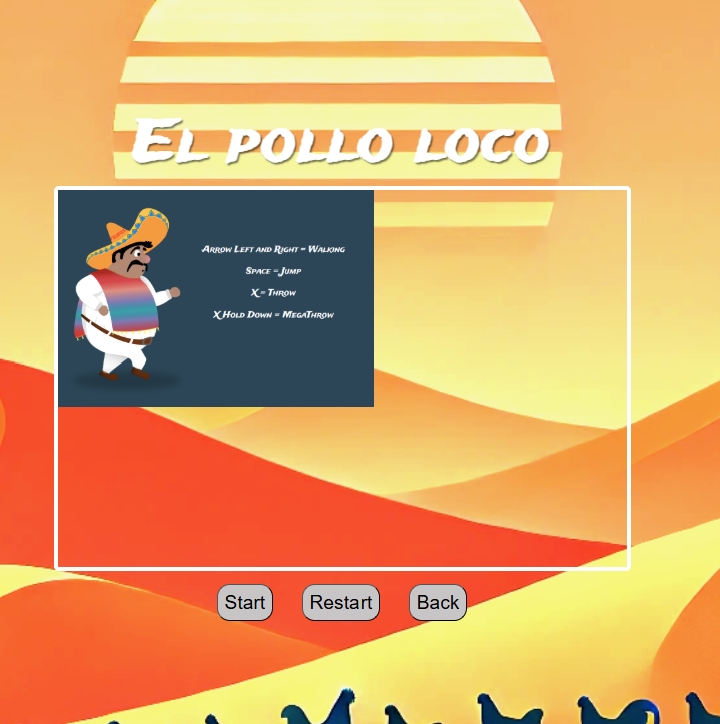 El pollo loco
Arrow Left and Right = Walking
Space = Jump
X = Throw
X Hold Down = MegaThrow
Start
Restart
Back